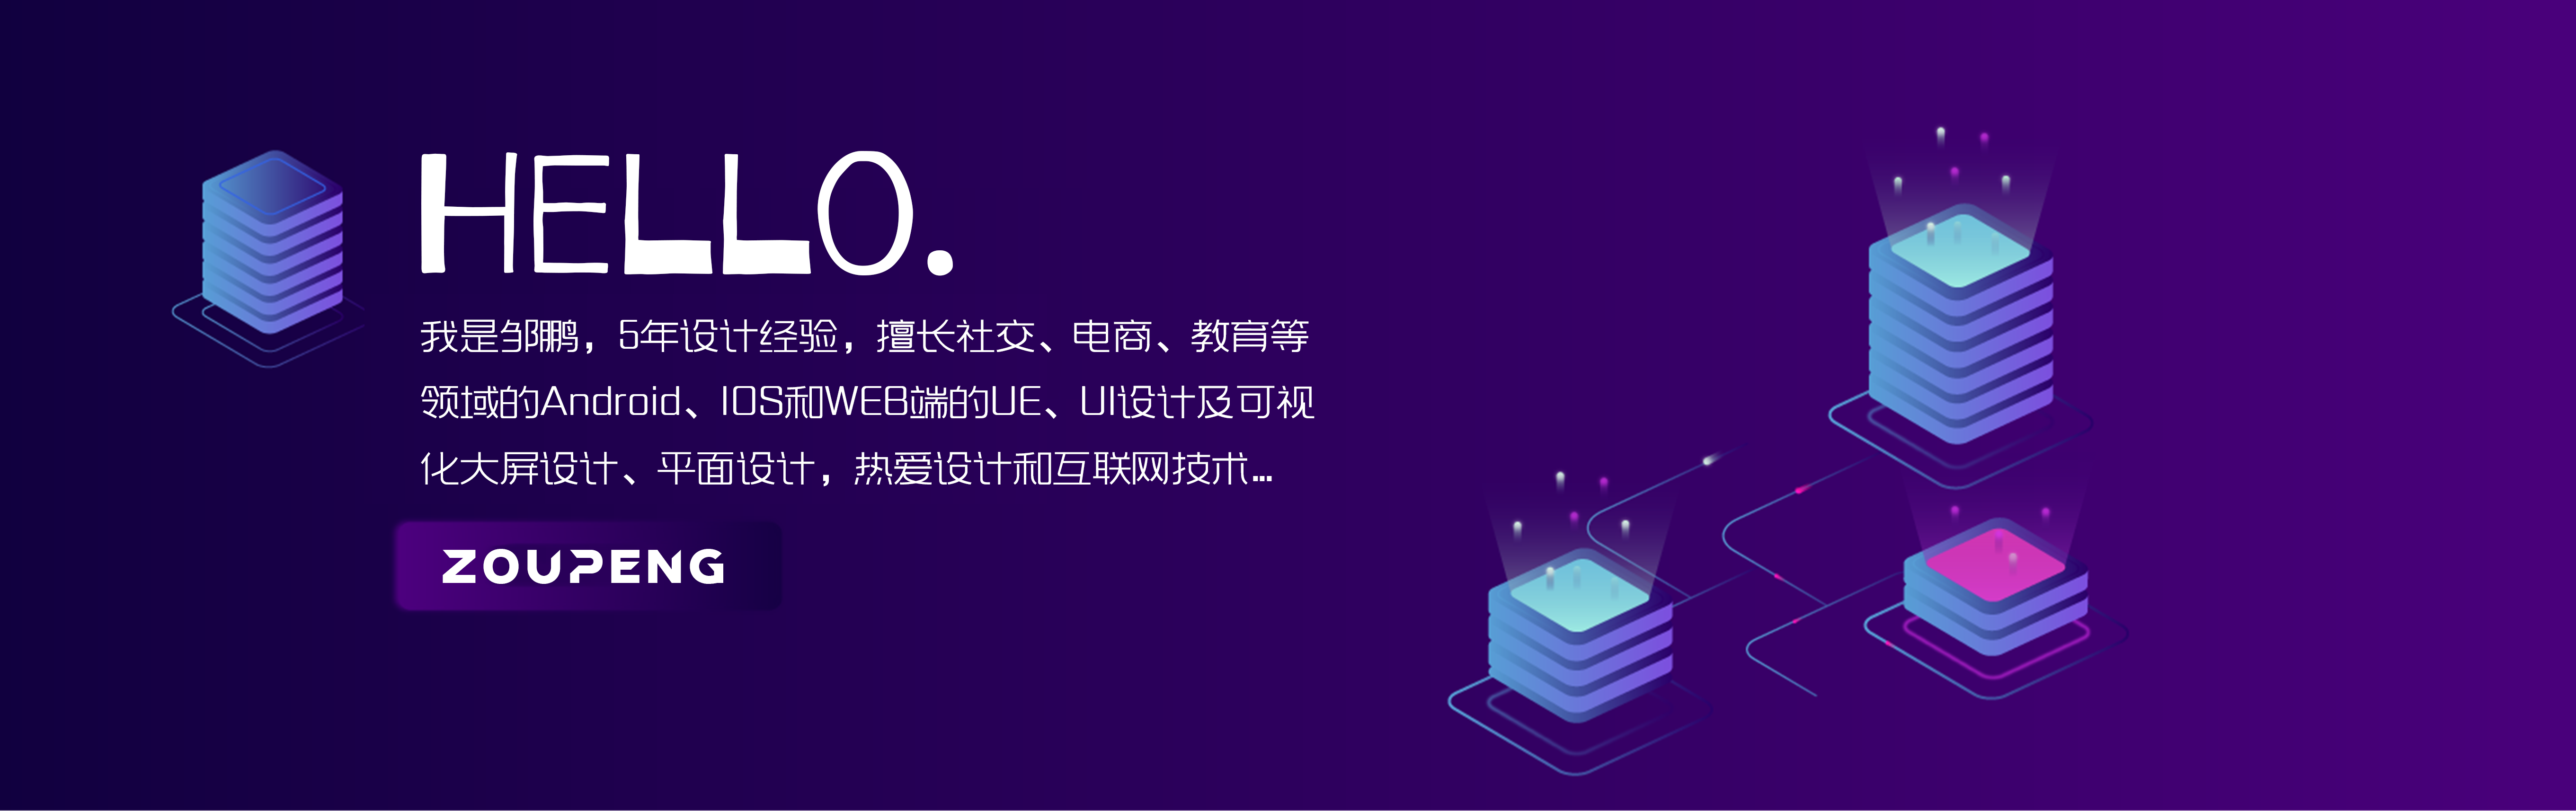 HELLO.
我是邹鹏，5年设计经验，擅长社交、电商、教育等
领域的Android、IOS和WEB端的UE、UI设计及可视
化大屏设计、平面设计，热爱设计和互联网技术...
ZOUPENG